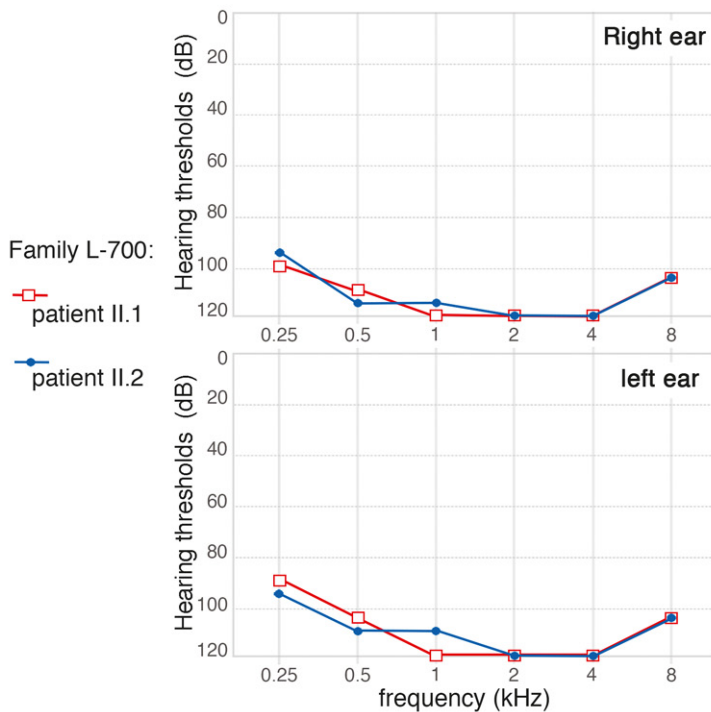 Right ear
Hearing thresholds (dB)
0
20
40
60
80
100
120
0.25 0.5 1 2 4 8
Family L-700:
patient II.1
patient II.2
left ear
Hearing thresholds (dB)
0
20
40
60
80
100
120
0.25 0.5 1 2 4 8
frequency (kHz)